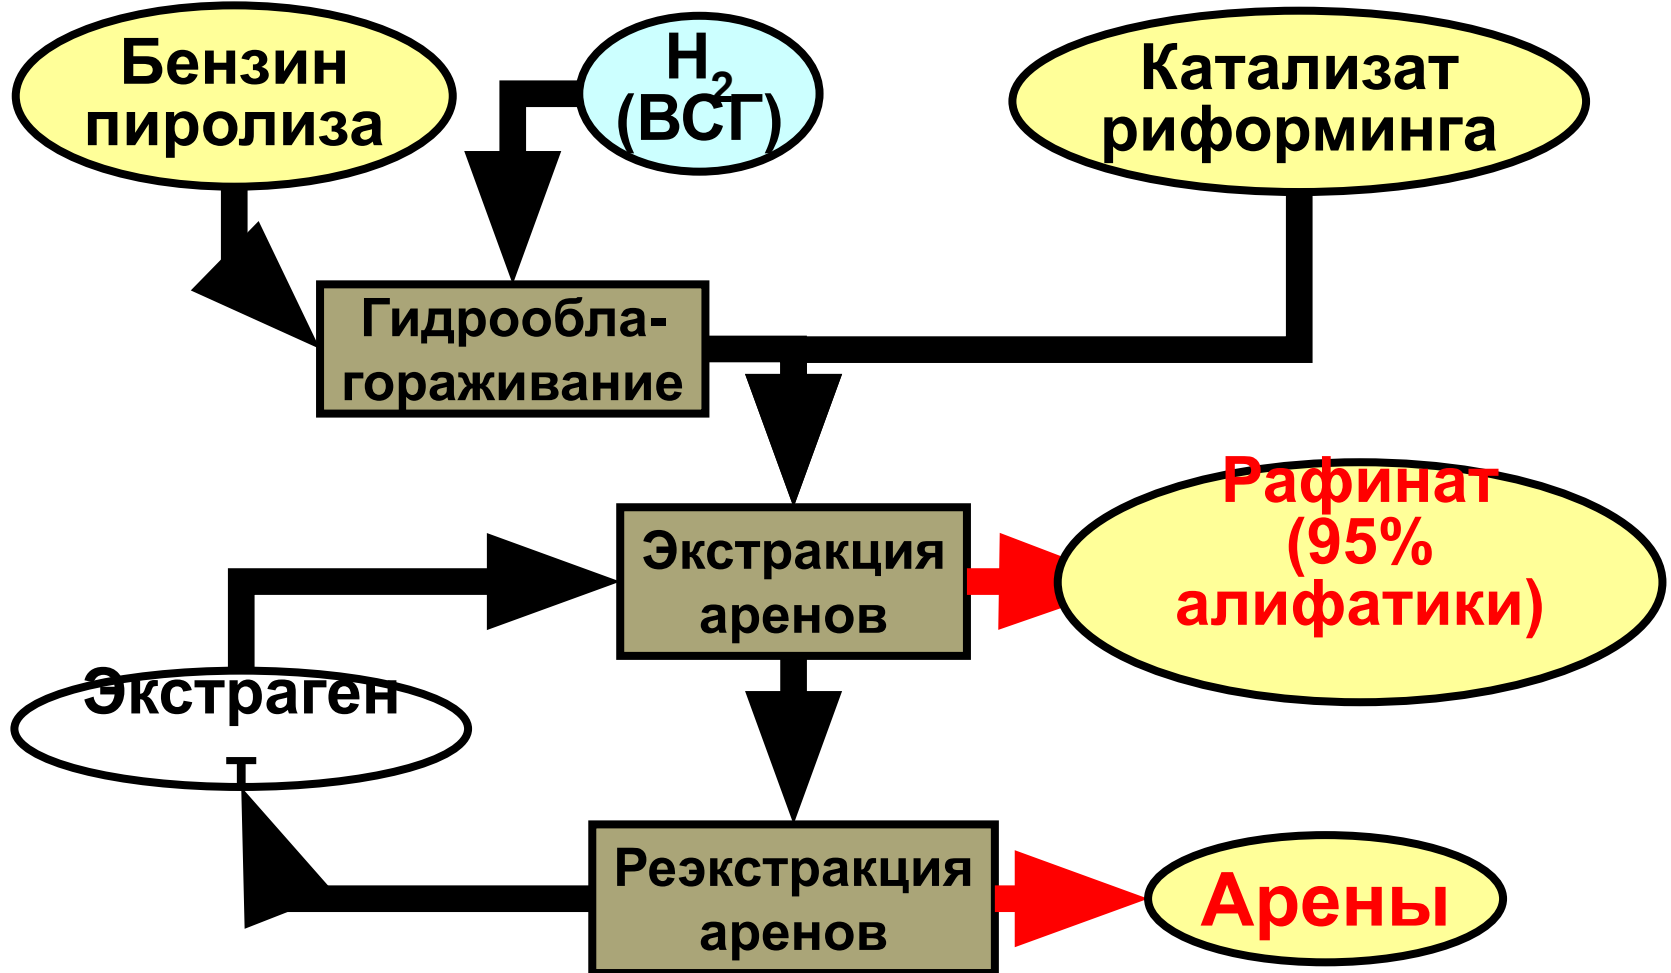 Бензин
пиролиза
H2
(ВСГ)
Катализат
риформинга
Гидрообла-
гораживание
Экстракция
аренов
Рафинат
(95%
алифатики)
Экстраген
т
Реэкстракция
аренов
Арены